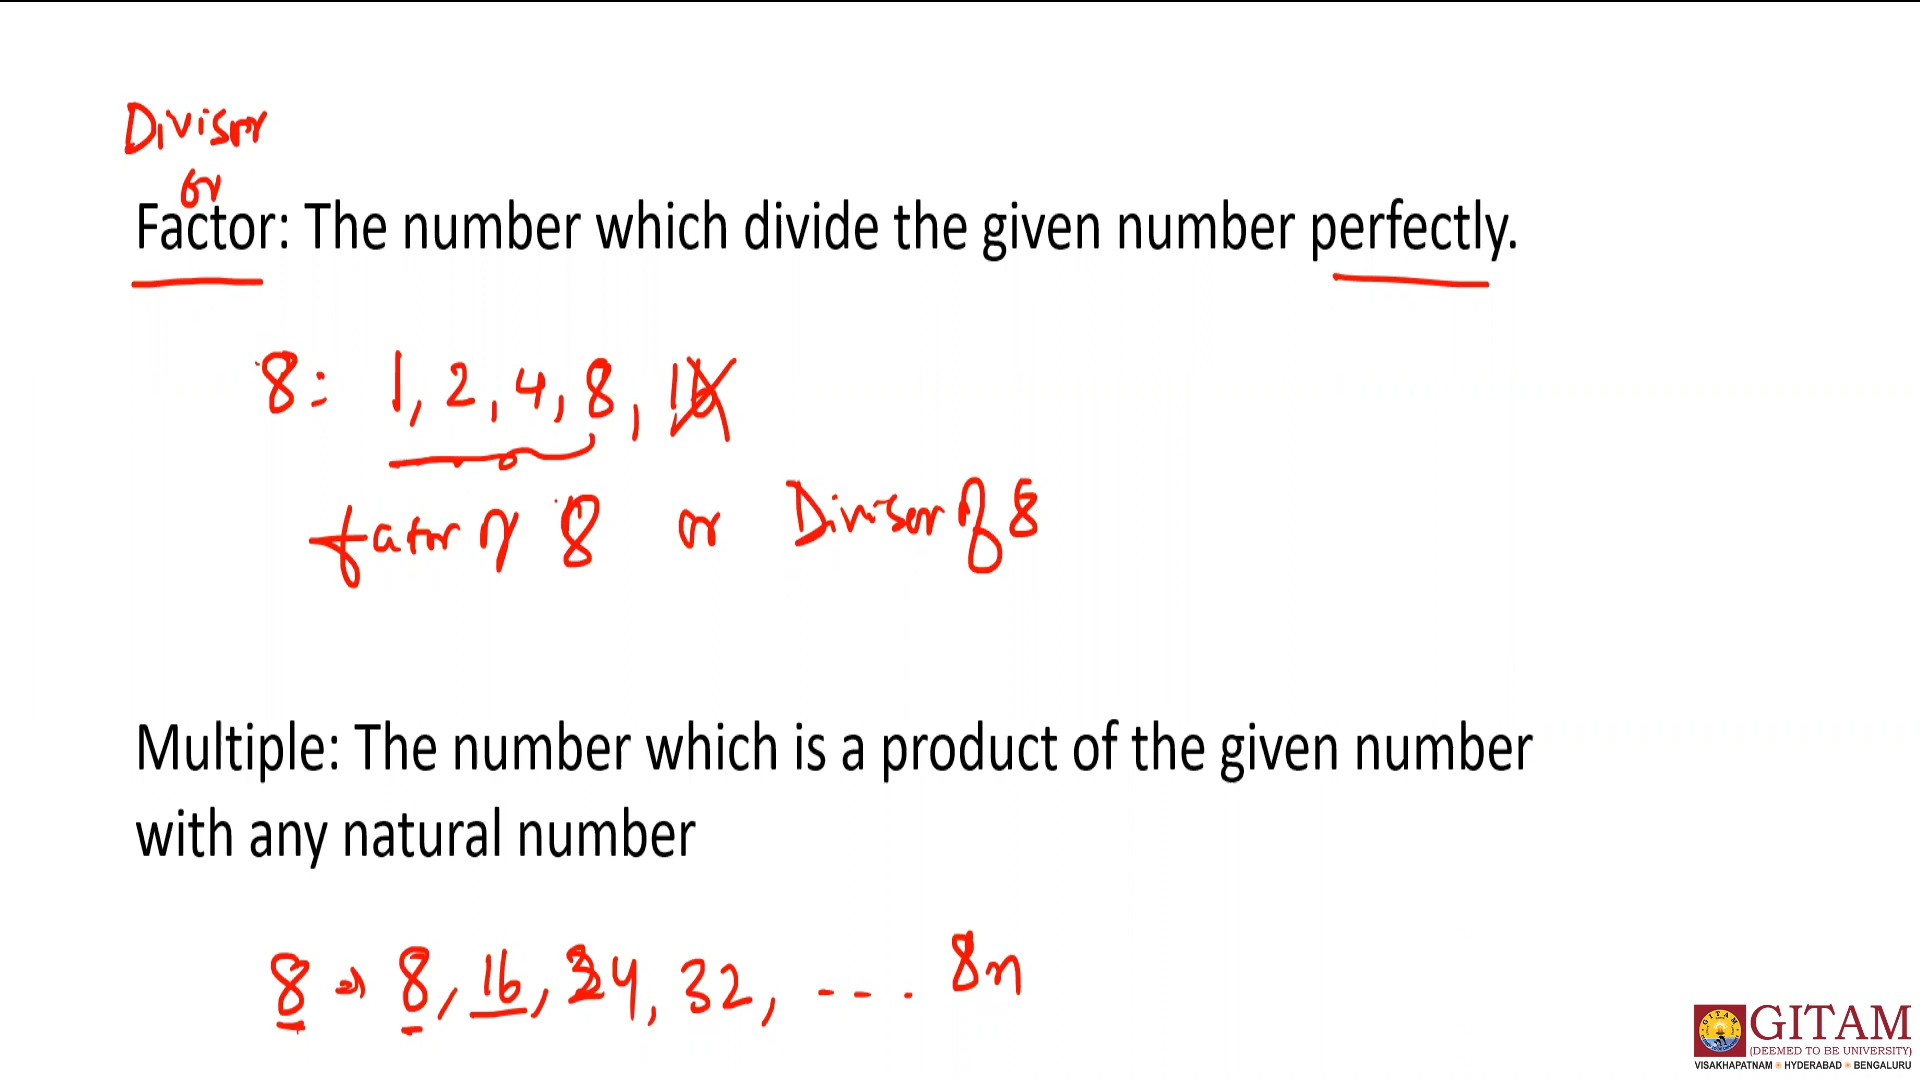 Divisor
or
Factor: The number which divide the given number perfectly.
8: 1, 2, 4, 8, 16
factor of 8 or Divisor of 8
Multiple: The number which is a product of the given number
with any natural number
8 → 8, 16, 24, 32, ---. 8n
GITAM
(DEEMED TO BE UNIVERSITY)
VISAKHAPATNAM * HYDERABAD * BENGALURU